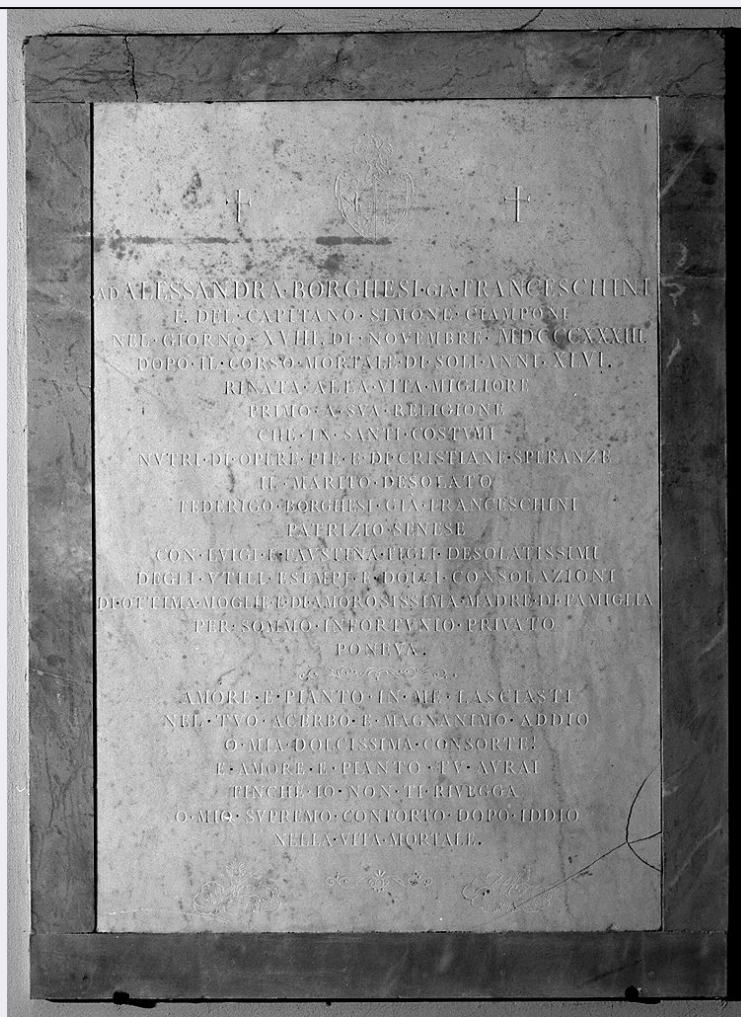 AD·ALESSANDRA·BORGHESI·GIÀ·FRANCESCHINI
F. DEL·CAPITANO·SIMONE·CIAMPONI
NEL·GIORNO·XVIII·DI·NOVEMBRE·MDCCCXXXIII.
DOPO·IL·CORSO·MORTALE·DI·SOLI·ANNI·XLVI.
RINATA·ALLA·VITA·MIGLIORE
PRIMO·A·SVA·RELIGIONE
CHE·IN·SANTI·COSTVMI
NVTRI·DI·OPERE·PIE·E·DI·CRISTIANE·SPERANZE
IL·MARITO·DESOLATO
FEDERIGO·BORGHESI·GIÀ·FRANCESCHINI
PATRIZIO·SENESE
CON·LVIGI·E·FAVSTINA·FIGLI·DESOLATISSIMI
DEGLI·VTILI·ESEMPJ·E·DOLCI·CONSOLAZIONI
DI·OTTIMA·MOGLIE·E·DI·AMOROSISSIMA·MADRE·DI·FAMIGLIA
PER·SOMMO·INFORTVNIO·PRIVATO
PONEVA.
AMORE·E·PIANTO·IN·ME·LASCIASTI
NEL·TVO·ACERBO·E·MAGNANIMO·ADDIO
O·MIA·DOLCISSIMA·CONSORTE!
E·AMORE·E·PIANTO·TV·AVRAI
FINCHÈ·IO·NON·TI·RIVEGGA
O·MIO·SVPREMO·CONFORTO·DOPO·IDDIO
NELLA·VITA·MORTALE.